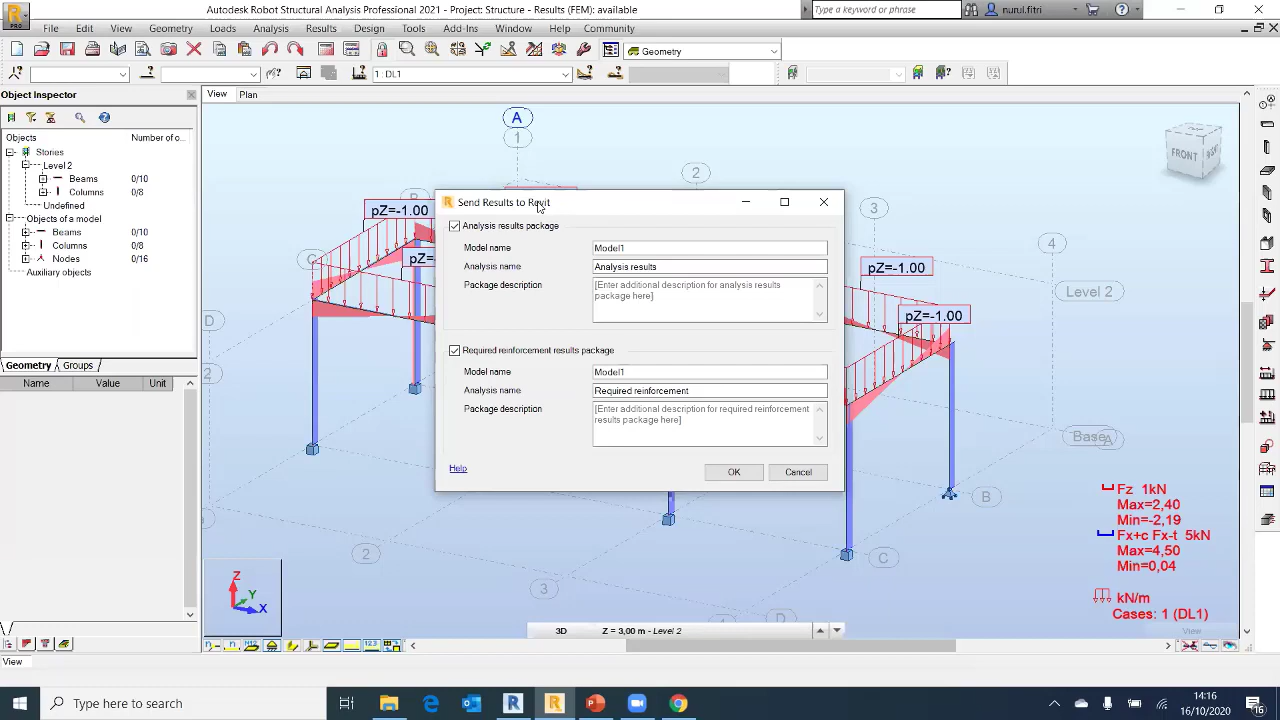 Autodesk Robot Structural Analysis Professional 2021 - Project: Structure - Results (FEM): available
Type a keyword or phrase
nurul.fitri
PRO
File Edit View Geometry Loads Analysis Results Design Tools Add-Ins Window Help Community
Geometry
1: DL1
Object Inspector
View Plan
Objects Number of o...
Stories
Level 2
Beams 0/10
Columns 0/8
Undefined
Objects of a model
Beams 0/10
Columns 0/8
Nodes 0/16
Auxiliary objects
Geometry Groups
Name Value Unit
A
1
2
3
4
B
C
D
2
pZ=-1.00
pZ=-
pZ=-1.00
pZ=-1.00
FRONT
Level 2
Base
A
B
C
D
2
3
Send Results to Revit
Analysis results package
Model name Model1
Analysis name Analysis results
Package description [Enter additional description for analysis results
package here]
Required reinforcement results package
Model name Model1
Analysis name Required reinforcement
Package description [Enter additional description for required reinforcement
results package here]
Help
OK Cancel
Fz 1kN
Max=2,40
Min=-2,19
Fx+c Fx-t 5kN
Max=4,50
Min=0,04
kN/m
Cases: 1 (DL1)
View
Z
Y
X
3D Z = 3,00 m - Level 2
View
Type here to search
14:16
16/10/2020
16